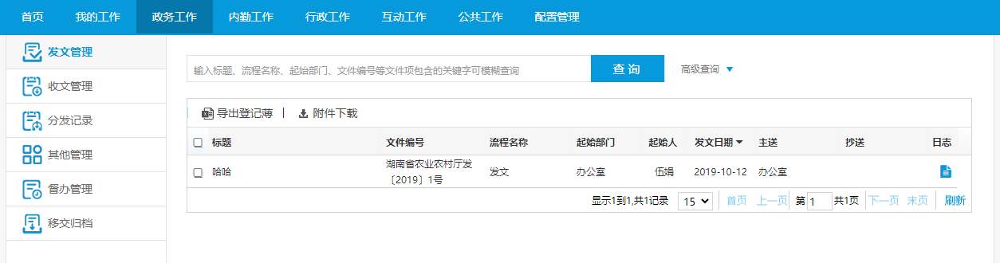 首页 我的工作 政务工作 内勤工作 行政工作 互动工作 公共工作 配置管理
发文管理
收文管理
分发记录
其他管理
督办管理
移交归档
输入标题、流程名称、起始部门、文件编号等文件项包含的关键字可模糊查询 查 询 高级查询
导出登记薄 附件下载
标题 文件编号 流程名称 起始部门 起始人 发文日期 主送 抄送 日志
哈哈 湖南省农业农村厅发〔2019〕1号 发文 办公室 伍娟 2019-10-12 办公室
显示1到1,共1记录 15 首页 上一页 第 1 共1页 下一页 末页 刷新